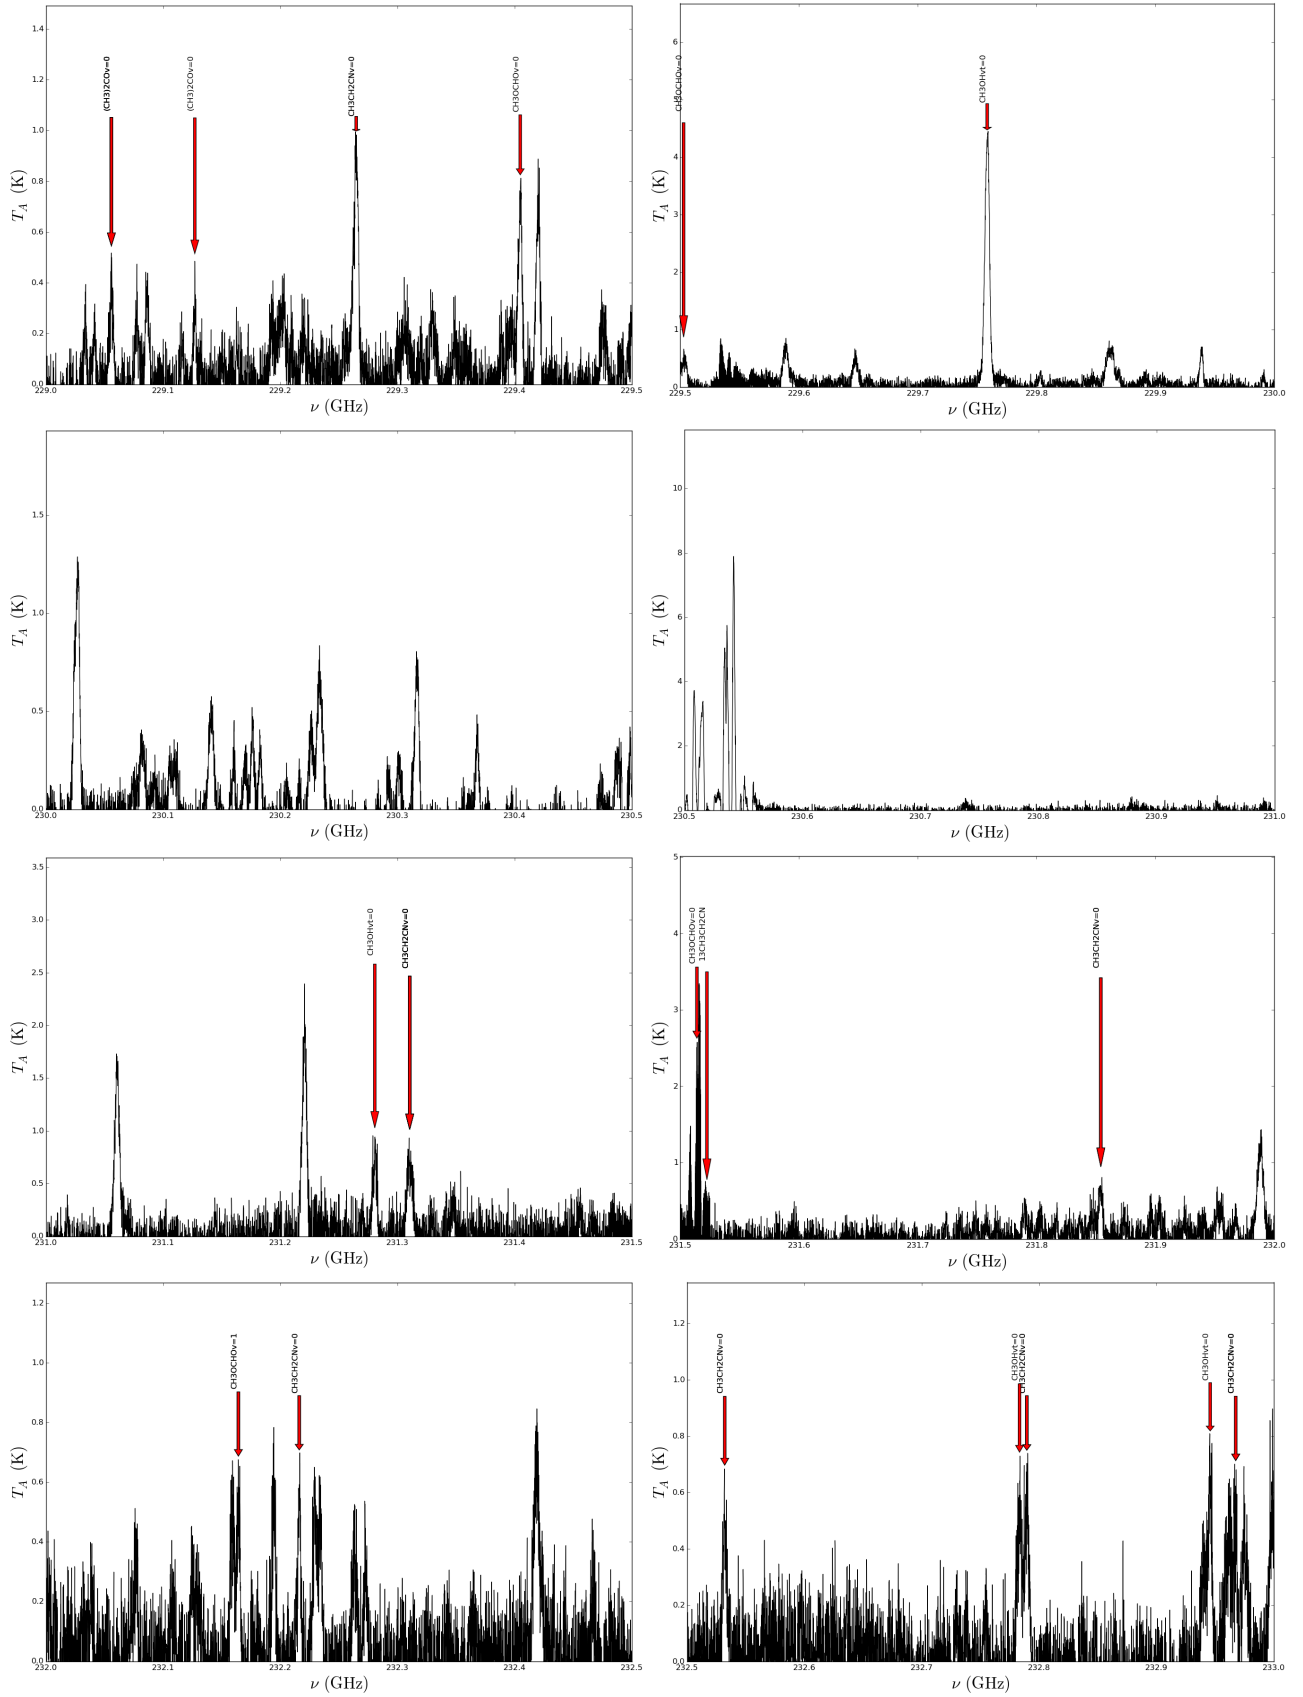 (CH3)2COv=0
(CH3)2COv=0
CH3CH2CNv=0
CH3OCHOv=0
1.4
1.2
1.0
0.8
0.6
0.4
0.2
0.0
T_A (K)
229.0 229.1 229.2 229.3 229.4 229.5
ν (GHz)
CH3OCHOv=0
CH3OHvt=0
6
5
4
3
2
1
0
T_A (K)
229.5 229.6 229.7 229.8 229.9 230.0
ν (GHz)
1.5
1.0
0.5
0.0
T_A (K)
230.0 230.1 230.2 230.3 230.4 230.5
ν (GHz)
10
8
6
4
2
0
T_A (K)
230.5 230.6 230.7 230.8 230.9 231.0
ν (GHz)
CH3OHvt=0
CH3CH2CNv=0
3.5
3.0
2.5
2.0
1.5
1.0
0.5
0.0
T_A (K)
231.0 231.1 231.2 231.3 231.4 231.5
ν (GHz)
CH3OCHOv=0
13CH3CH2CN
CH3CH2CNv=0
5
4
3
2
1
0
T_A (K)
231.5 231.6 231.7 231.8 231.9 232.0
ν (GHz)
CH3OCHOv=1
CH3CH2CNv=0
1.2
1.0
0.8
0.6
0.4
0.2
0.0
T_A (K)
232.0 232.1 232.2 232.3 232.4 232.5
ν (GHz)
CH3CH2CNv=0
CH3OHvt=0
CH3CH2CNv=0
CH3OHvt=0
CH3CH2CNv=0
1.2
1.0
0.8
0.6
0.4
0.2
0.0
T_A (K)
232.5 232.6 232.7 232.8 232.9 233.0
ν (GHz)